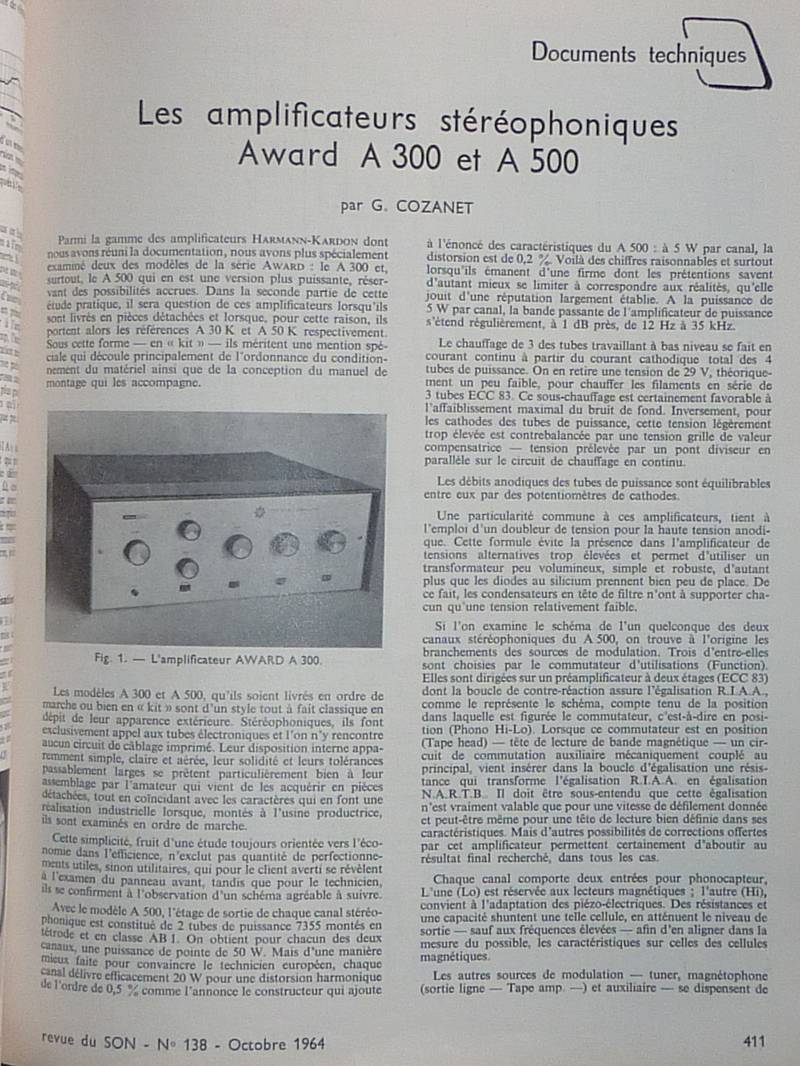 Documents techniques
Les amplificateurs stéréophoniques
Award A 300 et A 500
par G. COZANET
Parmi la gamme des amplificateurs HARMANN-KARDON dont
nous avons réuni la documentation, nous avons plus spécialement
examiné deux des modèles de la série AWARD : le A 300 et,
surtout, le A 500 qui en est une version plus puissante, réser-
vant des possibilités accrues. Dans la seconde partie de cette
étude pratique, il sera question de ces amplificateurs lorsqu'ils
sont livrés en pièces détachées et lorsque, pour cette raison, ils
portent alors les références A 30 K et A 50 K respectivement.
Sous cette forme — en « kit » — ils méritent une mention spé-
ciale qui découle principalement de l'ordonnance du condition-
nement du matériel ainsi que de la conception du manuel de
montage qui les accompagne.
Fig. 1. — L'amplificateur AWARD A 300.
Les modèles A 300 et A 500, qu'ils soient livrés en ordre de
marche ou bien en « kit » sont d'un style tout à fait classique en
dépit de leur apparence extérieure. Stéréophoniques, ils font
exclusivement appel aux tubes électroniques et l'on n'y rencontre
aucun circuit de câblage imprimé. Leur disposition interne appa-
remment simple, claire et aérée, leur solidité et leurs tolérances
passablement larges se prêtent particulièrement bien à leur
assemblage par l'amateur qui vient de les acquérir en pièces
détachées, tout en coïncidant avec les caractères qui en font une
réalisation industrielle lorsque, montés à l'usine productrice,
ils sont examinés en ordre de marche.
Cette simplicité, fruit d'une étude toujours orientée vers l'éco-
nomie dans l'efficience, n'exclut pas quantité de perfectionne-
ments utiles, sinon utilitaires, qui pour le client averti se révèlent
à l'examen du panneau avant, tandis que pour le technicien,
ils se confirment à l'observation d'un schéma agréable à suivre.
Avec le modèle A 500, l'étage de sortie de chaque canal stéréo-
phonique est constitué de 2 tubes de puissance 7355 montés en
tétrode et en classe AB 1. On obtient pour chacun des deux
canaux, une puissance de pointe de 50 W. Mais d'une manière
mieux faite pour convaincre le technicien européen, chaque
canal délivre efficacement 20 W pour une distorsion harmonique
de l'ordre de 0,5 % comme l'annonce le constructeur qui ajoute
à l'énoncé des caractéristiques du A 500 : à 5 W par canal, la
distorsion est de 0,2 %. Voilà des chiffres raisonnables et surtout
lorsqu'ils émanent d'une firme dont les prétentions savent
d'autant mieux se limiter à correspondre aux réalités, qu'elle
jouit d'une réputation largement établie. A la puissance de
5 W par canal, la bande passante de l'amplificateur de puissance
s'étend régulièrement, à 1 dB près, de 12 Hz à 35 kHz.
Le chauffage de 3 des tubes travaillant à bas niveau se fait en
courant continu à partir du courant cathodique total des 4
tubes de puissance. On en retire une tension de 29 V, théorique-
ment un peu faible, pour chauffer les filaments en série de
3 tubes ECC 83. Ce sous-chauffage est certainement favorable à
l'affaiblissement maximal du bruit de fond. Inversement, pour
les cathodes des tubes de puissance, cette tension légèrement
trop élevée est contrebalancée par une tension grille de valeur
compensatrice — tension prélevée par un pont diviseur en
parallèle sur le circuit de chauffage en continu.
Les débits anodiques des tubes de puissance sont équilibrables
entre eux par des potentiomètres de cathodes.
Une particularité commune à ces amplificateurs, tient à
l'emploi d'un doubleur de tension pour la haute tension anodi-
que. Cette formule évite la présence dans l'amplificateur de
tensions alternatives trop élevées et permet d'utiliser un
transformateur peu volumineux, simple et robuste, d'autant
plus que les diodes au silicium prennent bien peu de place. De
ce fait, les condensateurs en tête de filtre n'ont à supporter cha-
cun qu'une tension relativement faible.
Si l'on examine le schéma de l'un quelconque des deux
canaux stéréophoniques du A 500, on trouve à l'origine les
branchements des sources de modulation. Trois d'entre-elles
sont choisies par le commutateur d'utilisations (Function).
Elles sont dirigées sur un préamplificateur à deux étages (ECC 83)
dont la boucle de contre-réaction assure l'égalisation R.I.A.A.,
comme le représente le schéma, compte tenu de la position
dans laquelle est figurée le commutateur, c'est-à-dire en posi-
tion (Phono Hi-Lo). Lorsque ce commutateur est en position
(Tape head) — tête de lecture de bande magnétique — un cir-
cuit de commutation auxiliaire mécaniquement couplé au
principal, vient insérer dans la boucle d'égalisation une résis-
tance qui transforme l'égalisation R.I.A.A. en égalisation
N.A.R.T.B.. Il doit être sous-entendu que cette égalisation
n'est vraiment valable que pour une vitesse de défilement donnée
et peut-être même pour une tête de lecture bien définie dans ses
caractéristiques. Mais d'autres possibilités de corrections offertes
par cet amplificateur permettent certainement d'aboutir au
résultat final recherché, dans tous les cas.
Chaque canal comporte deux entrées pour phonocapteur,
L'une (Lo) est réservée aux lecteurs magnétiques ; l'autre (Hi),
convient à l'adaptation des piézo-électriques. Des résistances et
une capacité shuntent une telle cellule, en atténuent le niveau de
sortie — sauf aux fréquences élevées — afin d'en aligner dans la
mesure du possible, les caractéristiques sur celles des cellules
magnétiques.
Les autres sources de modulation — tuner, magnétophone
(sortie ligne — Tape amp. —) et auxiliaire — se dispensent de
revue du SON - N° 138 - Octobre 1964
411